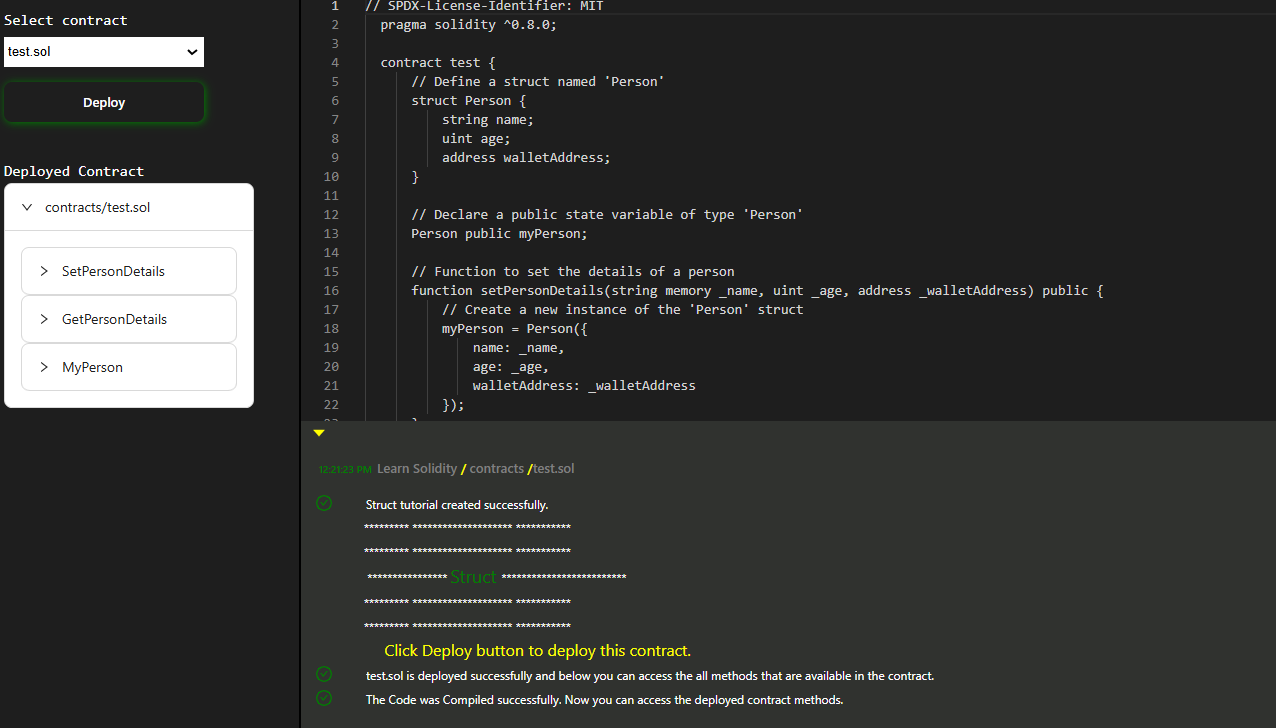 Select contract
test.sol
Deploy
Deployed Contract
contracts/test.sol
SetPersonDetails
GetPersonDetails
MyPerson
1 // SPDX-License-Identifier: MIT
2 pragma solidity ^0.8.0;
3
4 contract test {
5 // Define a struct named 'Person'
6 struct Person {
7 string name;
8 uint age;
9 address walletAddress;
10 }
11
12 // Declare a public state variable of type 'Person'
13 Person public myPerson;
14
15 // Function to set the details of a person
16 function setPersonDetails(string memory _name, uint _age, address _walletAddress) public {
17 // Create a new instance of the 'Person' struct
18 myPerson = Person({
19 name: _name,
20 age: _age,
21 walletAddress: _walletAddress
22 });
12:21:23 PM Learn Solidity / contracts /test.sol
Struct tutorial created successfully.
********* ******************** ***********
********* ******************** ***********
**************** Struct *************************
********* ******************** ***********
********* ******************** ***********
Click Deploy button to deploy this contract.
test.sol is deployed successfully and below you can access the all methods that are available in the contract.
The Code was Compiled successfully. Now you can access the deployed contract methods.